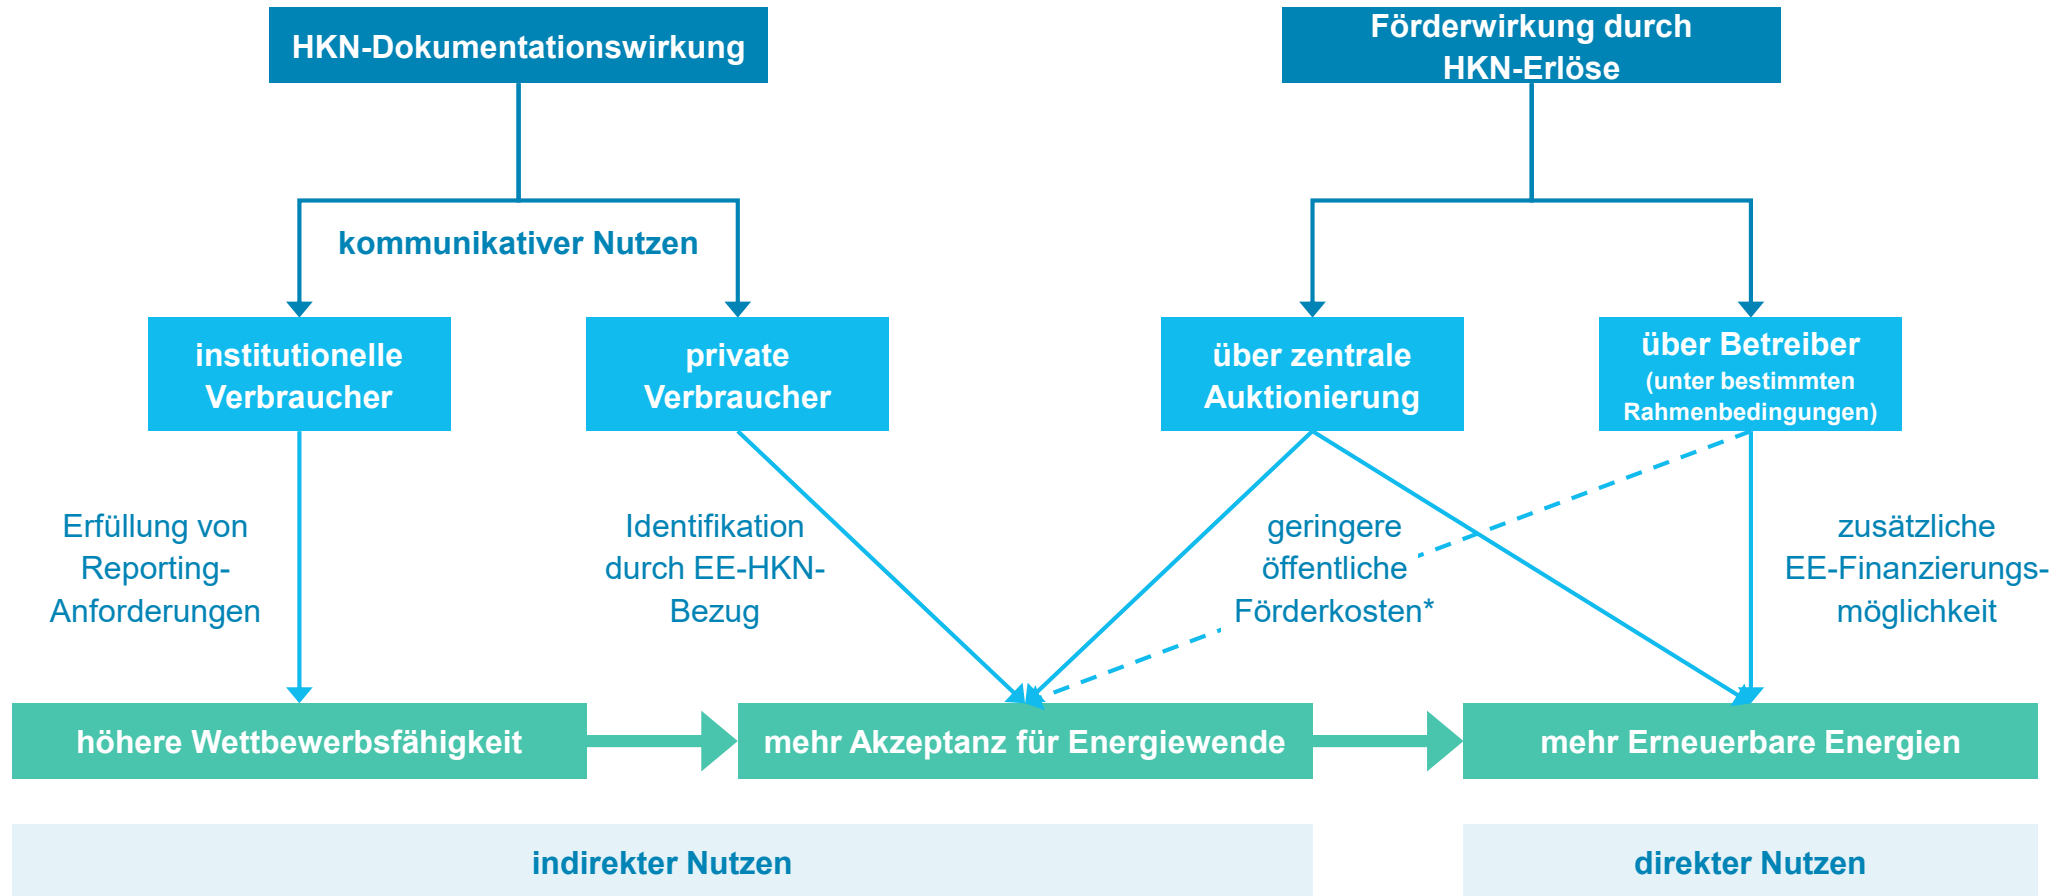 HKN-Dokumentationswirkung
Förderwirkung durch
HKN-Erlöse
kommunikativer Nutzen
institutionelle
Verbraucher
private
Verbraucher
über zentrale
Auktionierung
über Betreiber
(unter bestimmten
Rahmenbedingungen)
Erfüllung von
Reporting-
Anforderungen
Identifikation
durch EE-HKN-
Bezug
geringere
öffentliche
Förderkosten*
zusätzliche
EE-Finanzierungs-
möglichkeit
höhere Wettbewerbsfähigkeit
mehr Akzeptanz für Energiewende
mehr Erneuerbare Energien
indirekter Nutzen
direkter Nutzen